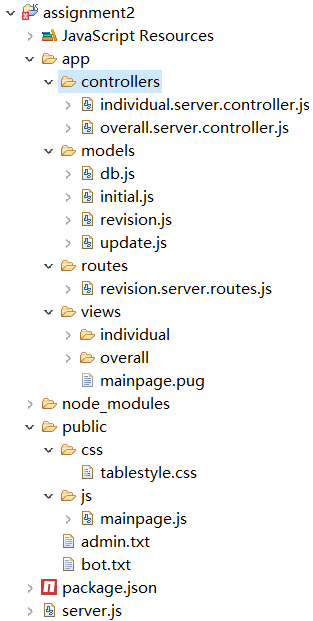 assignment2
JavaScript Resources
app
controllers
individual.server.controller.js
overall.server.controller.js
models
db.js
initial.js
revision.js
update.js
routes
revision.server.routes.js
views
individual
overall
mainpage.pug
node_modules
public
css
tablestyle.css
js
mainpage.js
admin.txt
bot.txt
package.json
server.js